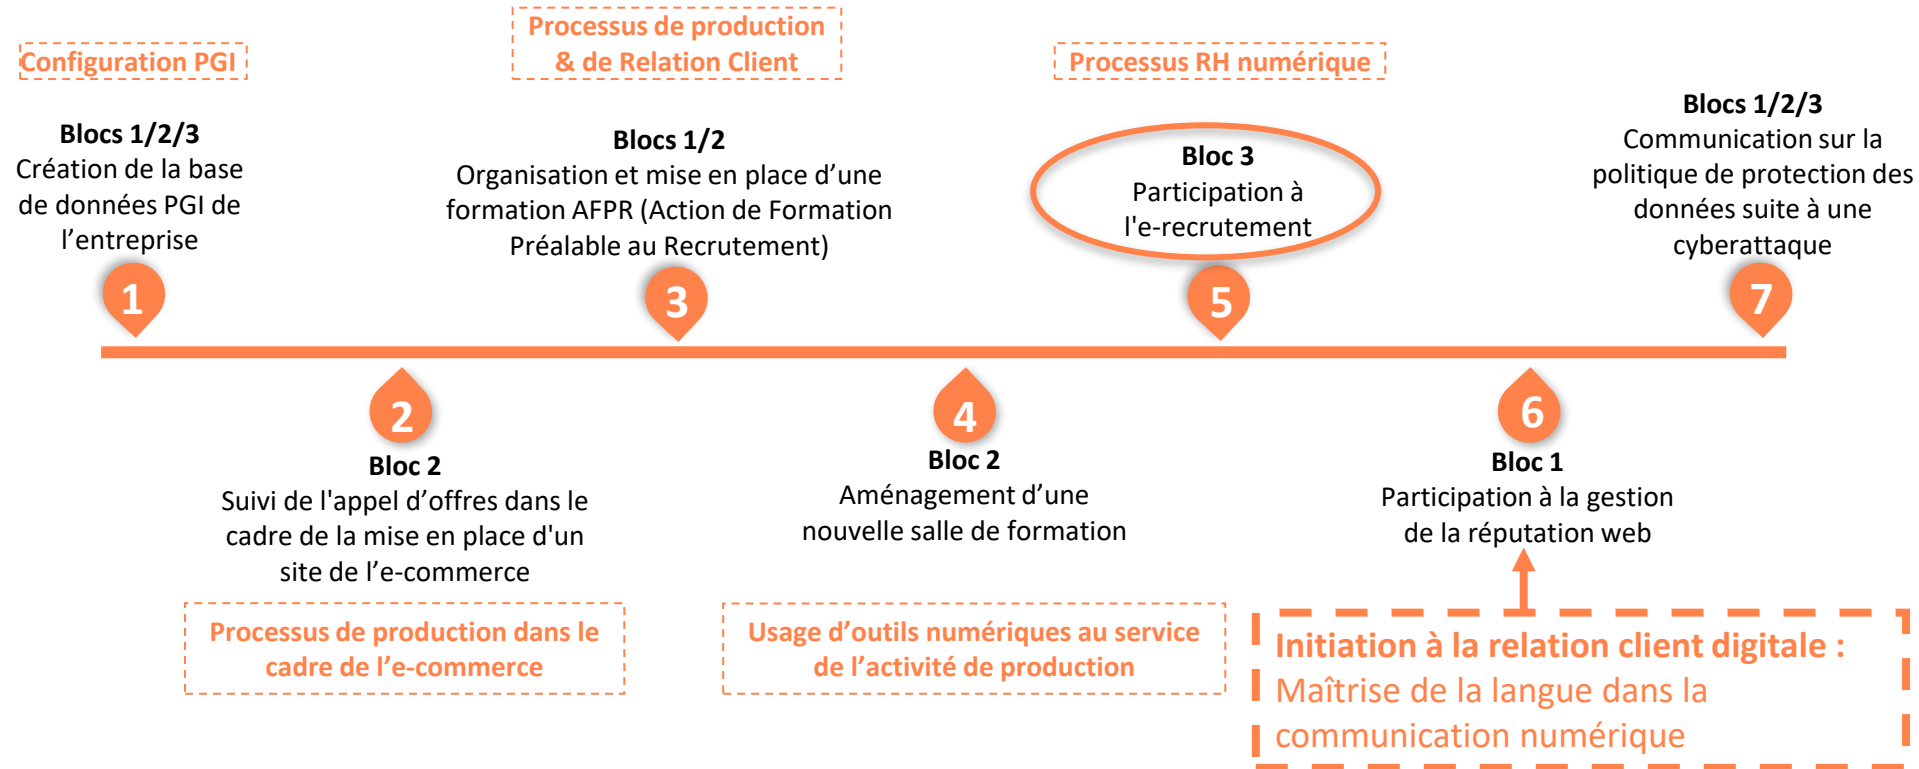 Configuration PGI
Blocs 1/2/3
Création de la base
de données PGI de
l’entreprise
1
2
Bloc 2
Suivi de l'appel d’offres dans le
cadre de la mise en place d'un
site de l’e-commerce
Processus de production dans le
cadre de l’e-commerce
Processus de production
& de Relation Client
Blocs 1/2
Organisation et mise en place d’une
formation AFPR (Action de Formation
Préalable au Recrutement)
3
4
Bloc 2
Aménagement d’une
nouvelle salle de formation
Usage d’outils numériques au service
de l’activité de production
Processus RH numérique
Bloc 3
Participation à
l'e-recrutement
5
6
Bloc 1
Participation à la gestion
de la réputation web
Initiation à la relation client digitale :
Maîtrise de la langue dans la
communication numérique
Blocs 1/2/3
Communication sur la
politique de protection des
données suite à une
cyberattaque
7